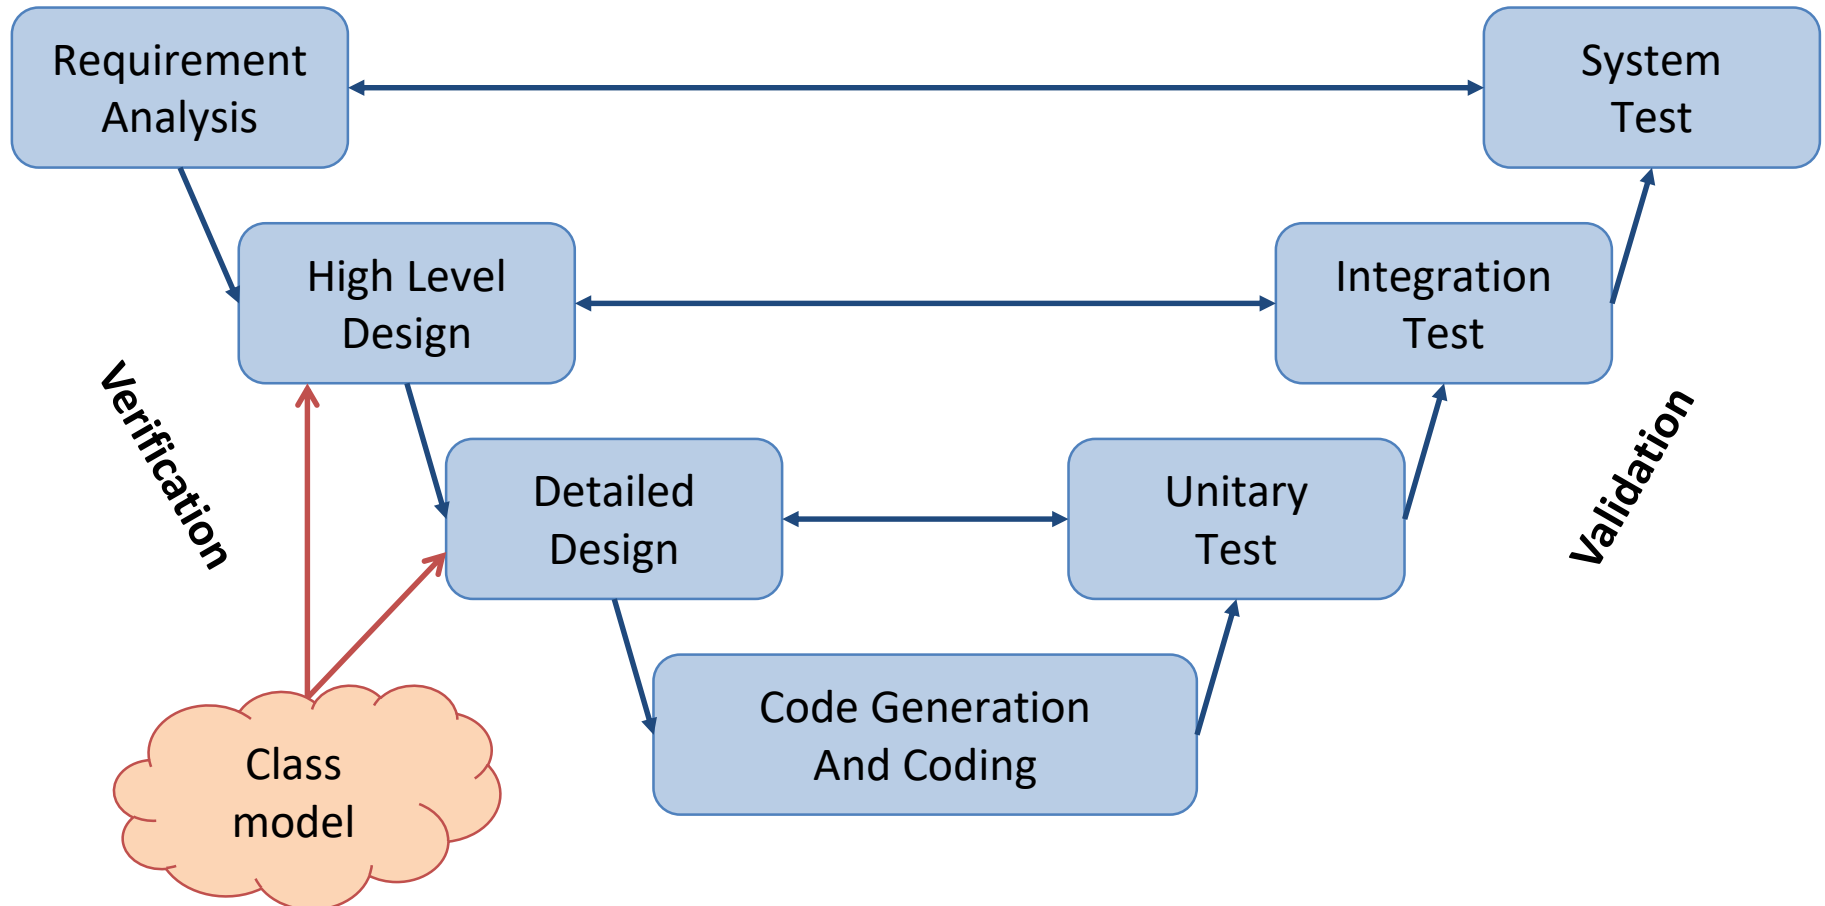 Requirement
Analysis
System
Test
High Level
Design
Integration
Test
Verification
Validation
Detailed
Design
Unitary
Test
Code Generation
And Coding
Class
model